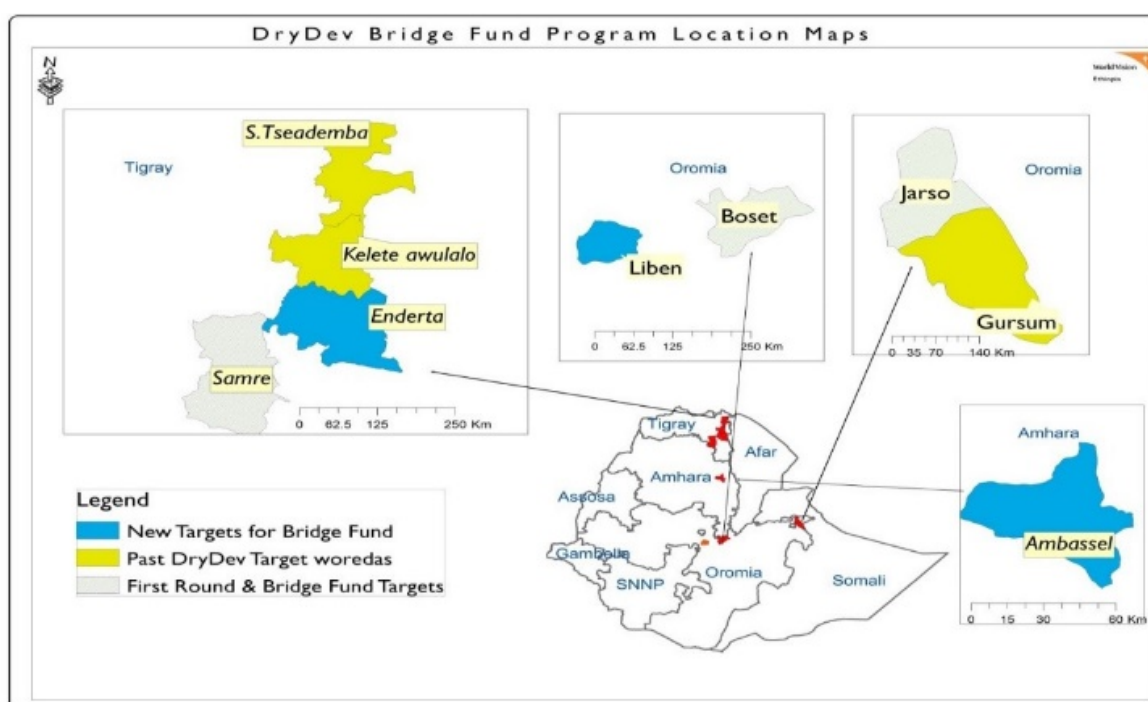 DryDev Bridge Fund Program Location Maps
N
World Vision
Ethiopia
S.Tseademba
Tigray
Kelete awulalo
Enderta
Samre
0 62.5 125 250 Km
Oromia
Boset
Liben
0 62.5 125 250 Km
Jarso
Oromia
Gursum
0 35 70 140 Km
Tigray
Afar
Amhara
Assosa
Gambella
SNNP
Oromia
Somali
Amhara
Ambassel
0 15 30 60 Km
Legend
New Targets for Bridge Fund
Past DryDev Target woredas
First Round & Bridge Fund Targets